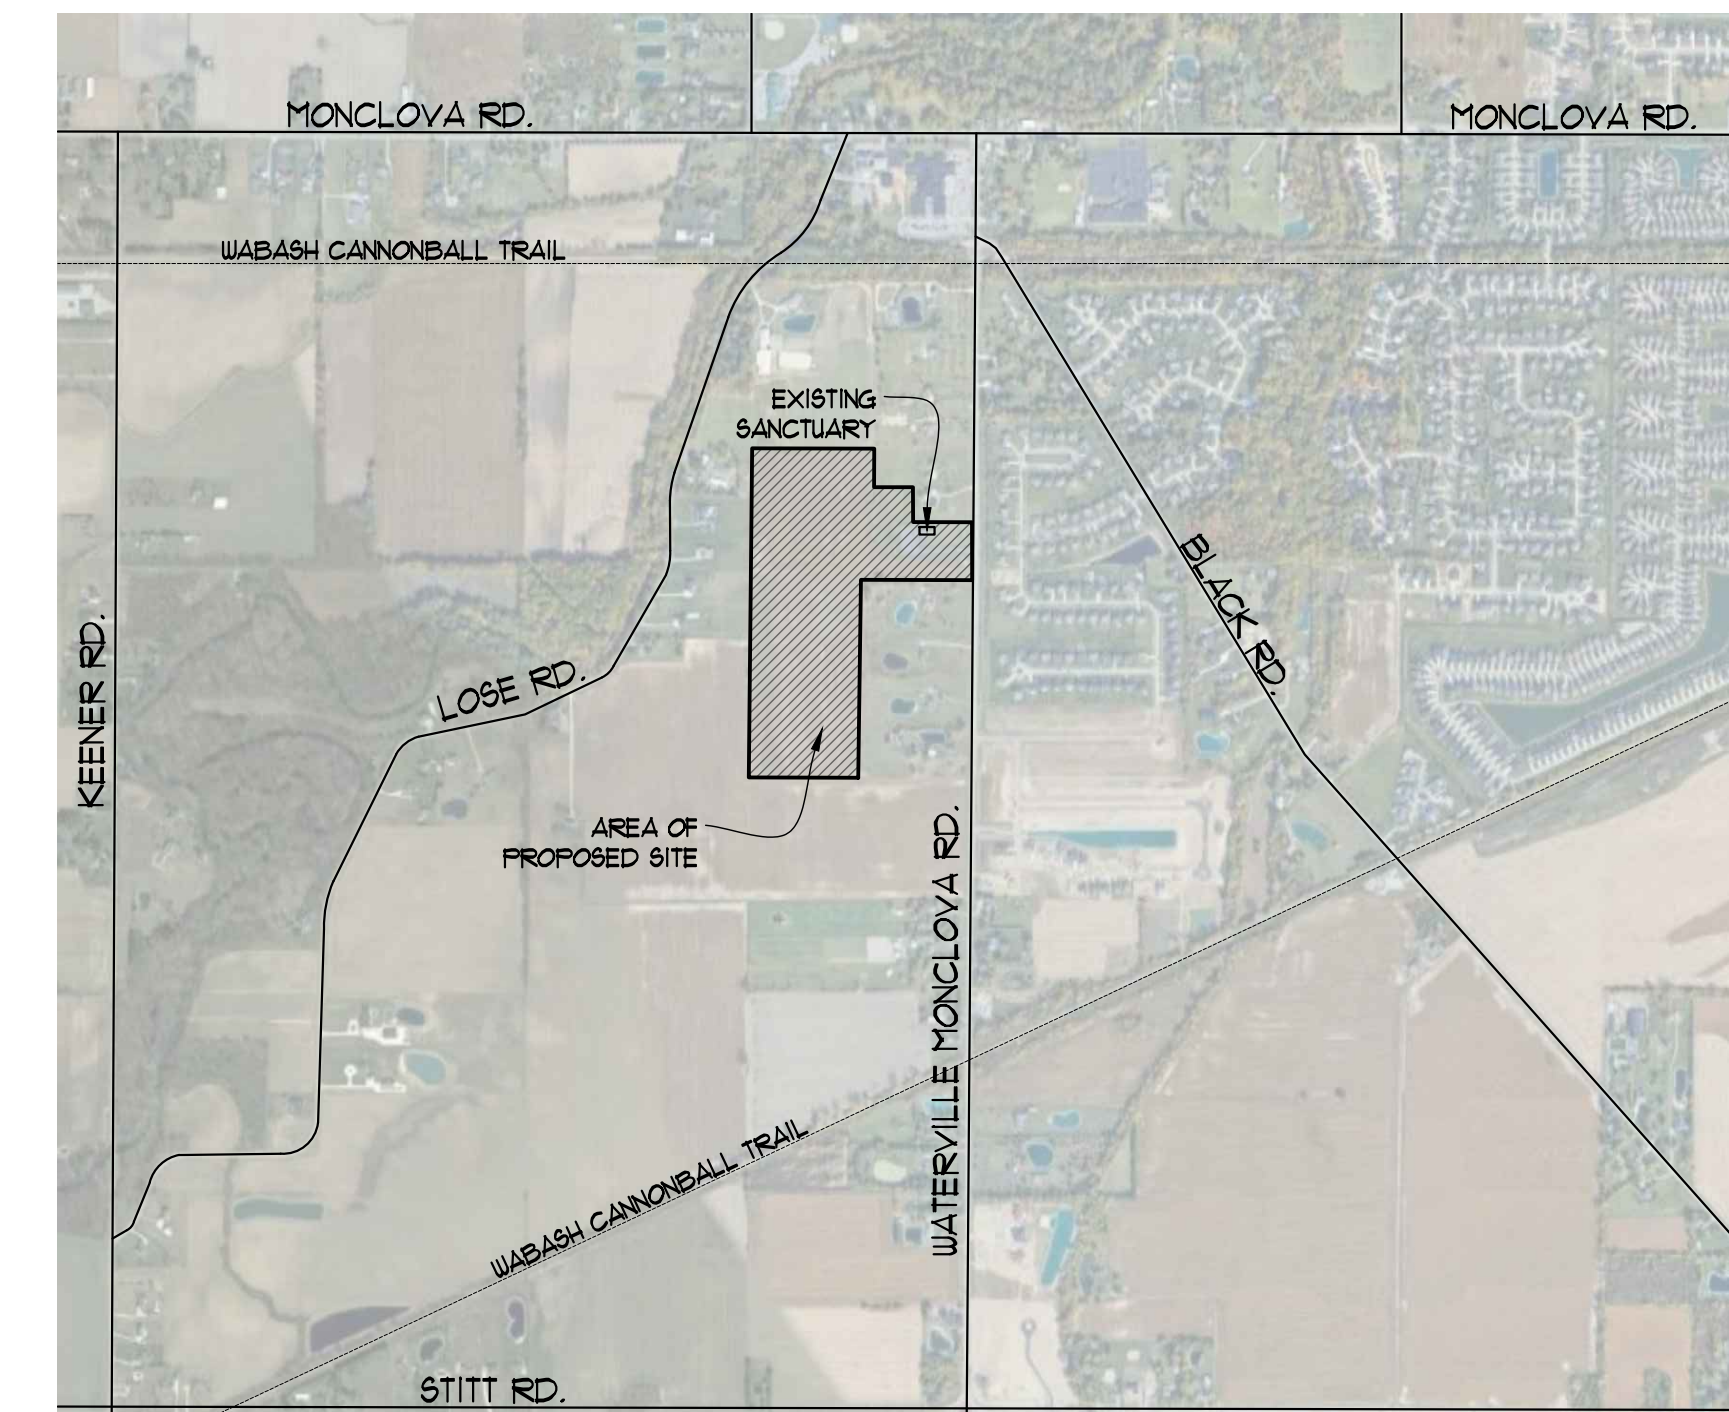 MONCLOVA RD.
MONCLOVA RD.
WABASH CANNONBALL TRAIL
EXISTING
SANCTUARY
BLACK RD.
KEENER RD.
LOSE RD.
AREA OF
PROPOSED SITE
WATERVILLE MONCLOVA RD.
WABASH CANNONBALL TRAIL
STITT RD.